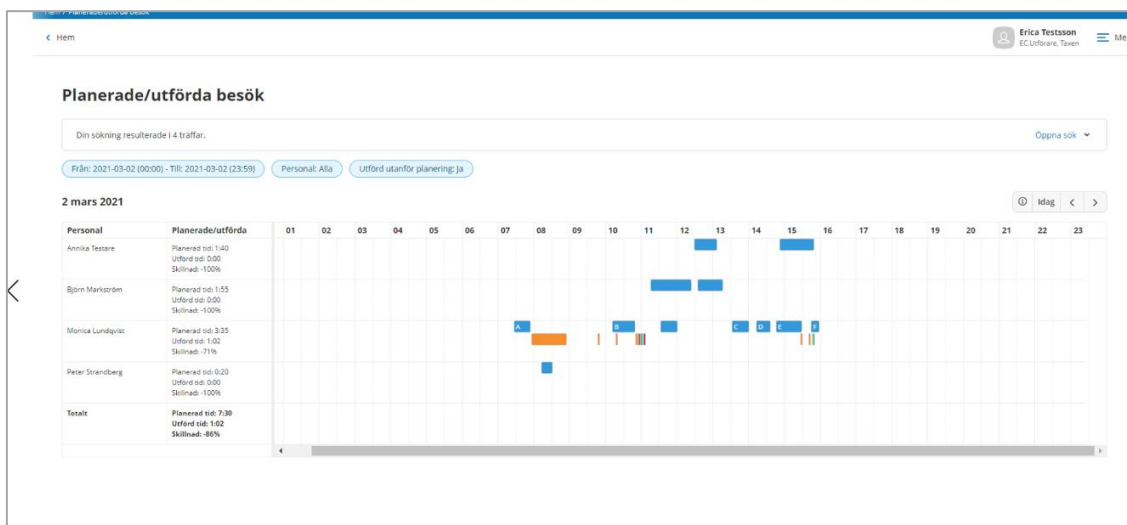 Hem / Planerade/utförda besök
Hem
Erica Testsson
EC.Utförare, Taxen
Me
Planerade/utförda besök
Din sökning resulterade i 4 träffar.
Öppna sök
Från: 2021-03-02 (00:00) - Till: 2021-03-02 (23:59)
Personal: Alla
Utförd utanför planering: Ja
2 mars 2021
Idag
Personal Planerade/utförda 01 02 03 04 05 06 07 08 09 10 11 12 13 14 15 16 17 18 19 20 21 22 23
Annika Testare
Planerad tid: 1:40
Utförd tid: 0:00
Skillnad: -100%
Björn Markström
Planerad tid: 1:55
Utförd tid: 0:00
Skillnad: -100%
Monica Lundqvist
Planerad tid: 3:35
Utförd tid: 1:02
Skillnad: -71%
A B C D E F
Peter Strandberg
Planerad tid: 0:20
Utförd tid: 0:00
Skillnad: -100%
Totalt
Planerad tid: 7:30
Utförd tid: 1:02
Skillnad: -86%